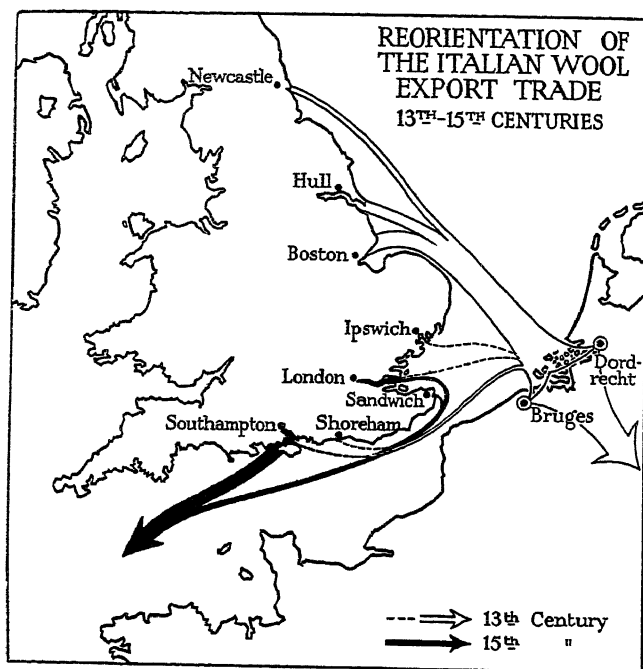 REORIENTATION OF
THE ITALIAN WOOL
EXPORT TRADE
13TH-15TH CENTURIES
Newcastle
Hull
Boston
Ipswich
London
Sandwich
Southampton
Shoreham
Dord-
recht
Bruges
13th Century
15th "